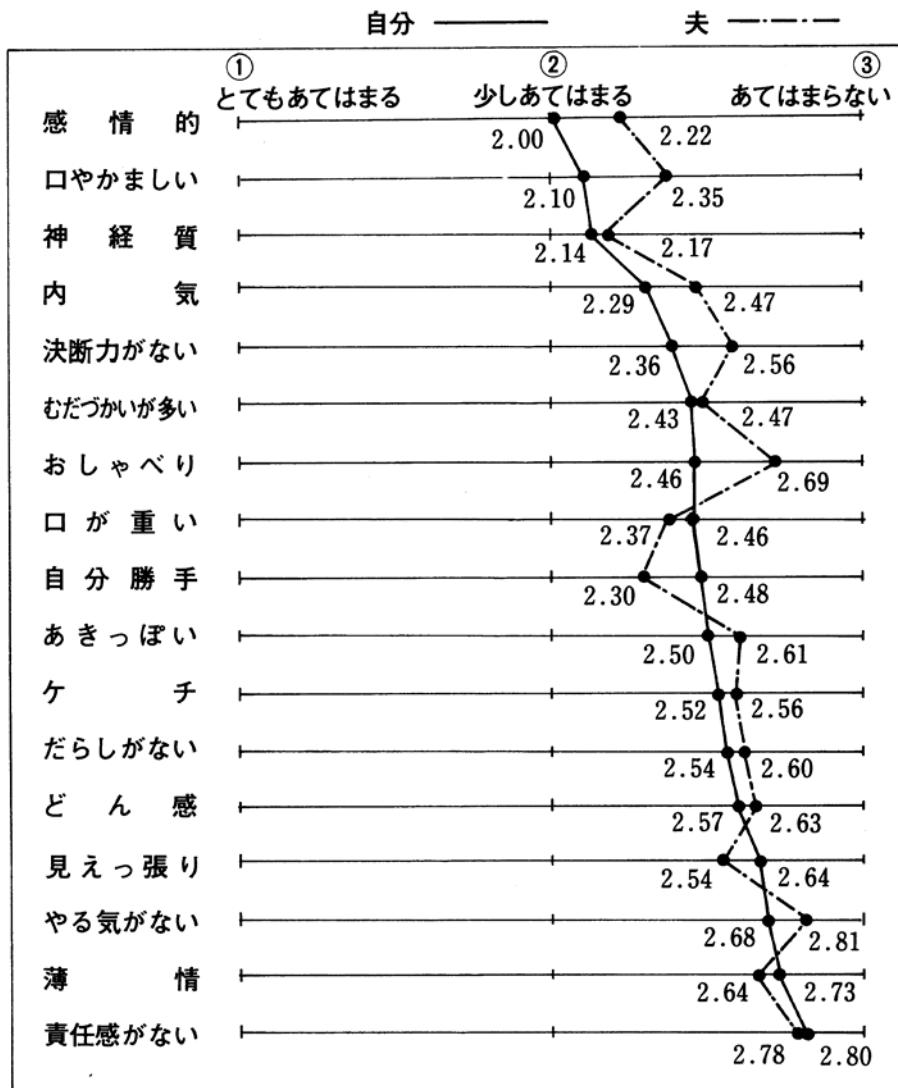 自分 夫
① ② ③
とてもあてはまる 少しあてはまる あてはまらない
感情的
2.00 2.22
口やかましい
2.10 2.35
神経質
2.14 2.17
内気
2.29 2.47
決断力がない
2.36 2.56
むだづかいが多い
2.43 2.47
おしゃべり
2.46 2.69
口が重い
2.37 2.46
自分勝手
2.30 2.48
あきっぽい
2.50 2.61
ケチ
2.52 2.56
だらしがない
2.54 2.60
どん感
2.57 2.63
見えっ張り
2.54 2.64
やる気がない
2.68 2.81
薄情
2.64 2.73
責任感がない
2.78 2.80